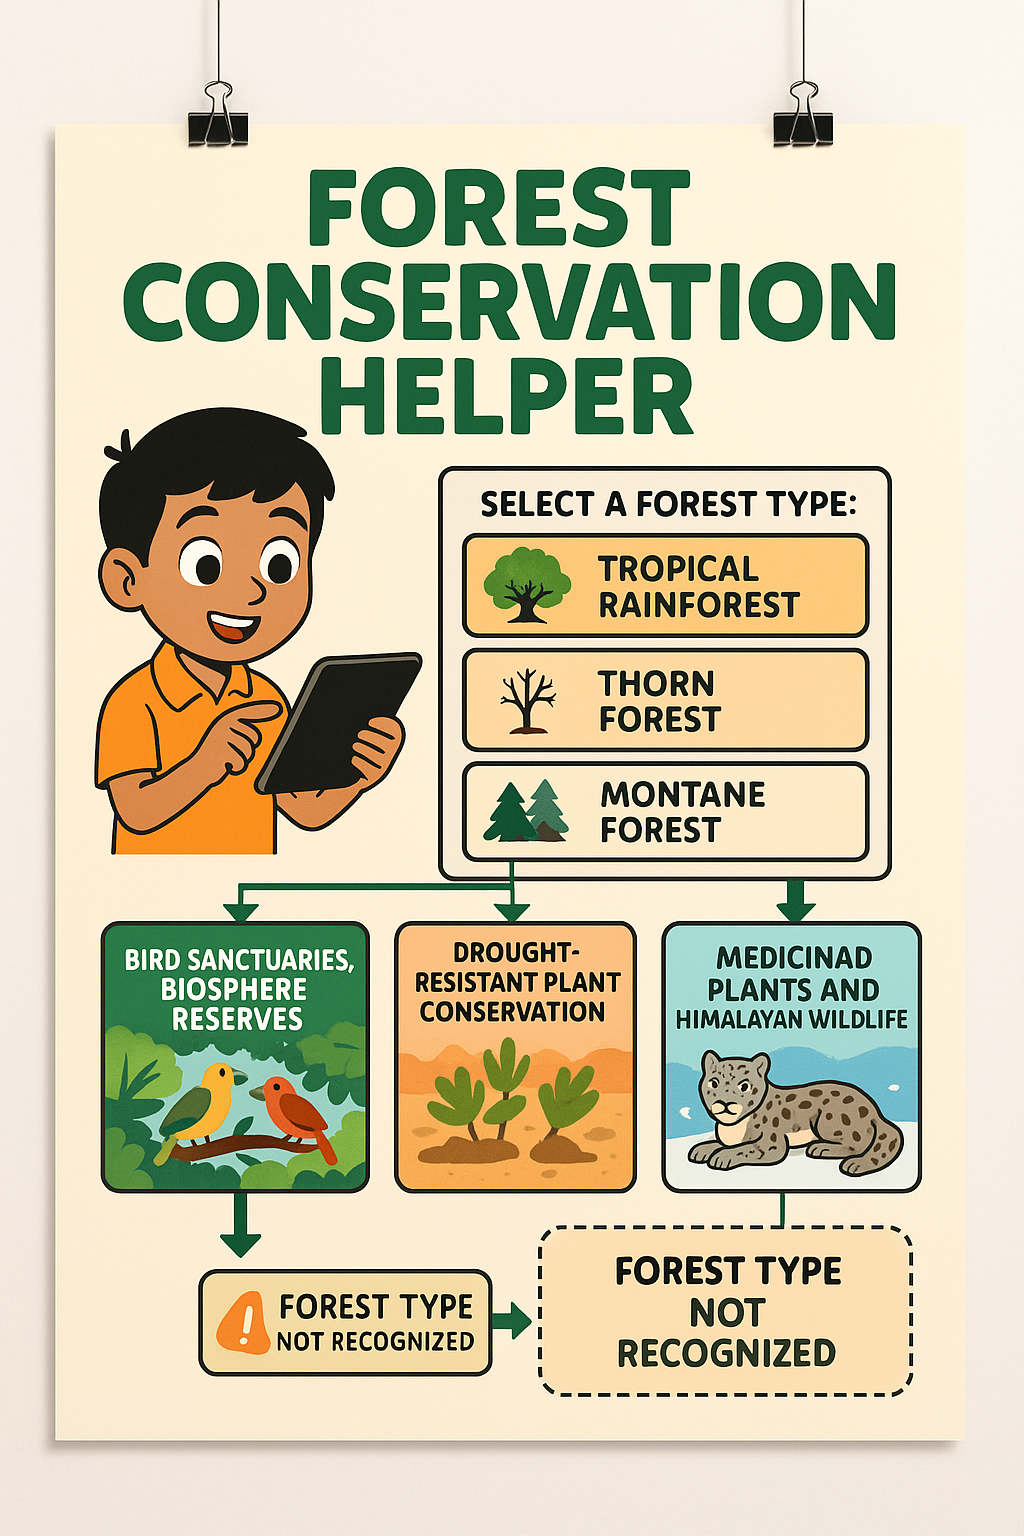 FOREST
CONSERVATION
HELPER
SELECT A FOREST TYPE:
TROPICAL
RAINFOREST
THORN
FOREST
MONTANE
FOREST
BIRD SANCTUARIES,
BIOSPHERE
RESERVES
DROUGHT-
RESISTANT PLANT
CONSERVATION
MEDICINAD
PLANTS AND
HIMALAYAN WILDLIFE
FOREST TYPE
NOT RECOGNIZED
FOREST TYPE
NOT
RECOGNIZED